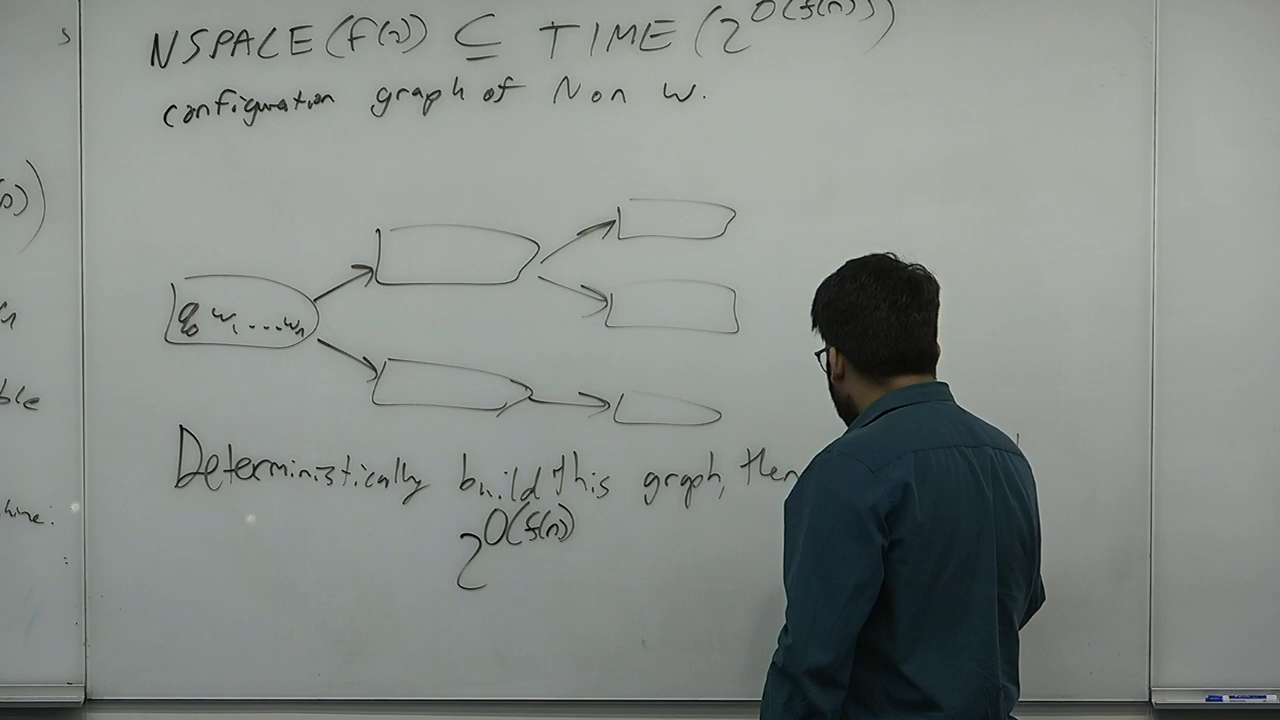 s
NSPACE(f(n)) ⊆ TIME(2^O(f(n)))
configuration graph of N on w.
q₀ w₁ ... wₙ
Deterministically build this graph, then
2^O(f(n))